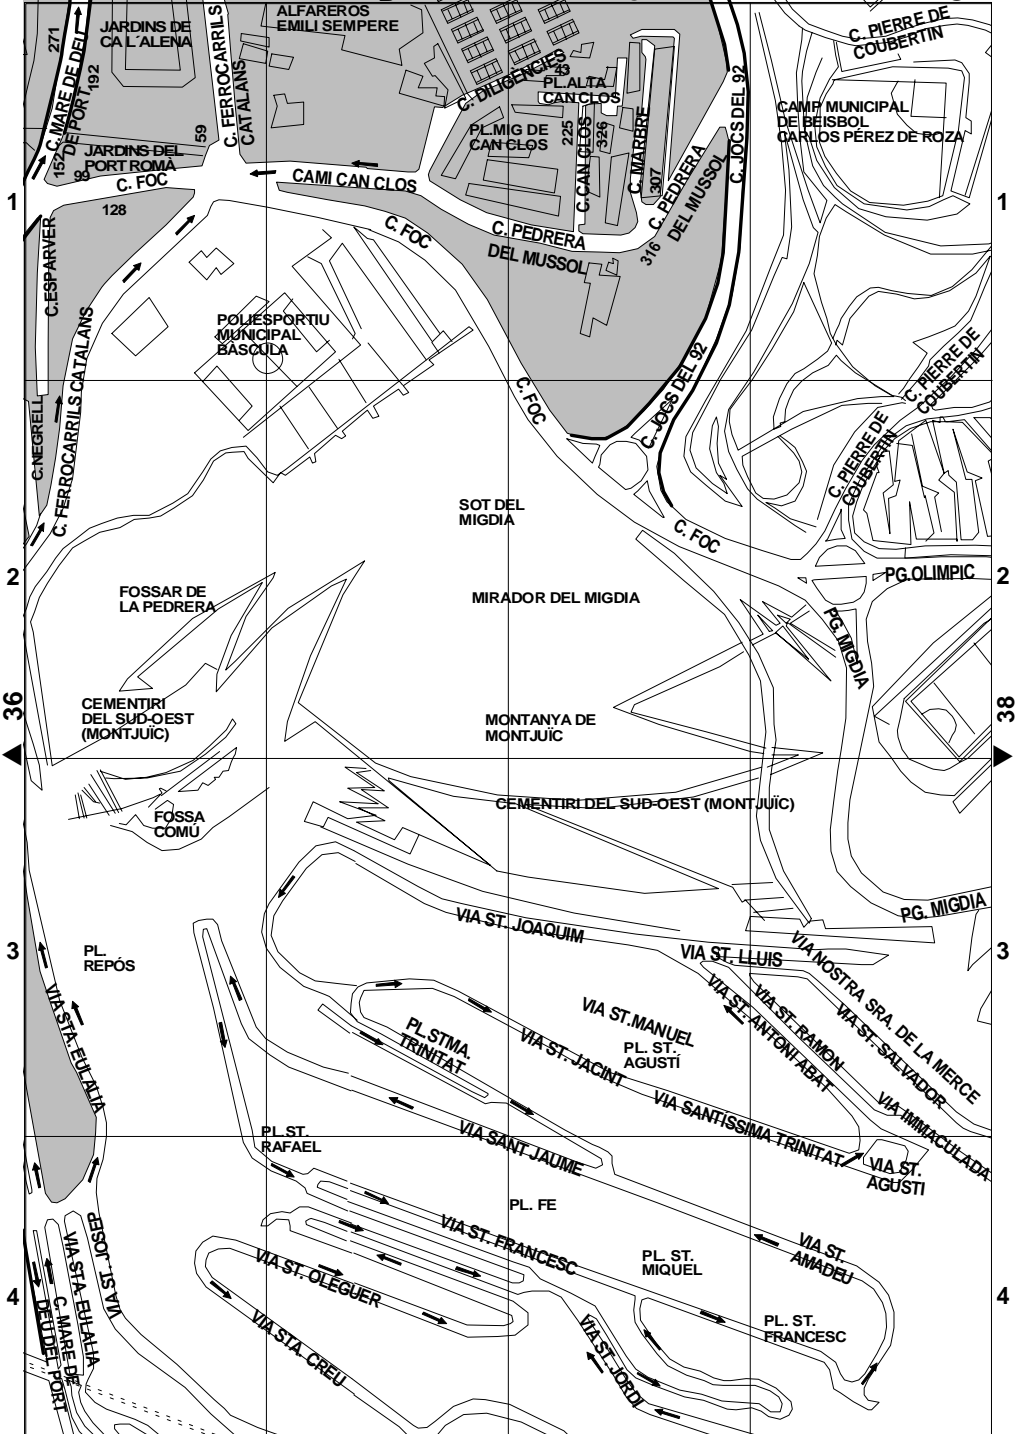 271
C. MARE DE DEU
DE PORT
192
152
99
JARDINS DE
CA L'ALENA
C. FERROCARRILS
CATALANS
59
ALFAREROS
EMILI SEMPERE
C. DILIGÈNCIES
43
PL.ALTA
CAN CLOS
PL.MIG DE
CAN CLOS
225
C.CAN CLOS
326
C. MARBRE
307
C. PEDRERA
DEL MUSSOL
316
C. JOCS DEL 92
C. PIERRE DE
COUBERTIN
CAMP MUNICIPAL
DE BEISBOL
CARLOS PÉREZ DE ROZA
JARDINS DEL
PORT ROMÀ
C. FOC
128
CAMI CAN CLOS
1
1
C. FOC
C. PEDRERA
DEL MUSSOL
C.ESPARVER
POLIESPORTIU
MUNICIPAL
BÀSCULA
C. FERROCARRILS CATALANS
C.NEGRELL
C. FOC
C. JOCS DEL 92
C. PIERRE DE
COUBERTIN
C. PIERRE DE
COUBERTIN
SOT DEL
MIGDIA
C. FOC
2
2
FOSSAR DE
LA PEDRERA
MIRADOR DEL MIGDIA
PG.OLIMPIC
PG. MIGDIA
36
38
CEMENTIRI
DEL SUD-OEST
(MONTJUÏC)
MONTANYA DE
MONTJUÏC
CEMENTIRI DEL SUD-OEST (MONTJUÏC)
FOSSA
COMÚ
PG. MIGDIA
VIA ST. JOAQUIM
VIA ST. LLUIS
VIA NOSTRA SRA. DE LA MERCE
3
3
PL.
REPÓS
VIA STA. EULALIA
PL.STMA.
TRINITAT
VIA ST. JACINT
VIA ST.MANUEL
PL. ST.
AGUSTÍ
VIA ST. ANTONI ABAT
VIA ST. RAMON
VIA ST. SALVADOR
VIA IMMACULADA
VIA SANTÍSSIMA TRINITAT
VIA ST.
AGUSTI
PL.ST.
RAFAEL
VIA SANT JAUME
PL. FE
VIA ST. FRANCESC
PL. ST.
MIQUEL
VIA ST.
AMADEU
VIA ST. OLEGUER
VIA STA. CREU
VIA ST. JORDI
PL. ST.
FRANCESC
4
4
VIA ST. JOSEP
VIA STA. EULALIA
C. MARE DE
DEU DEL PORT